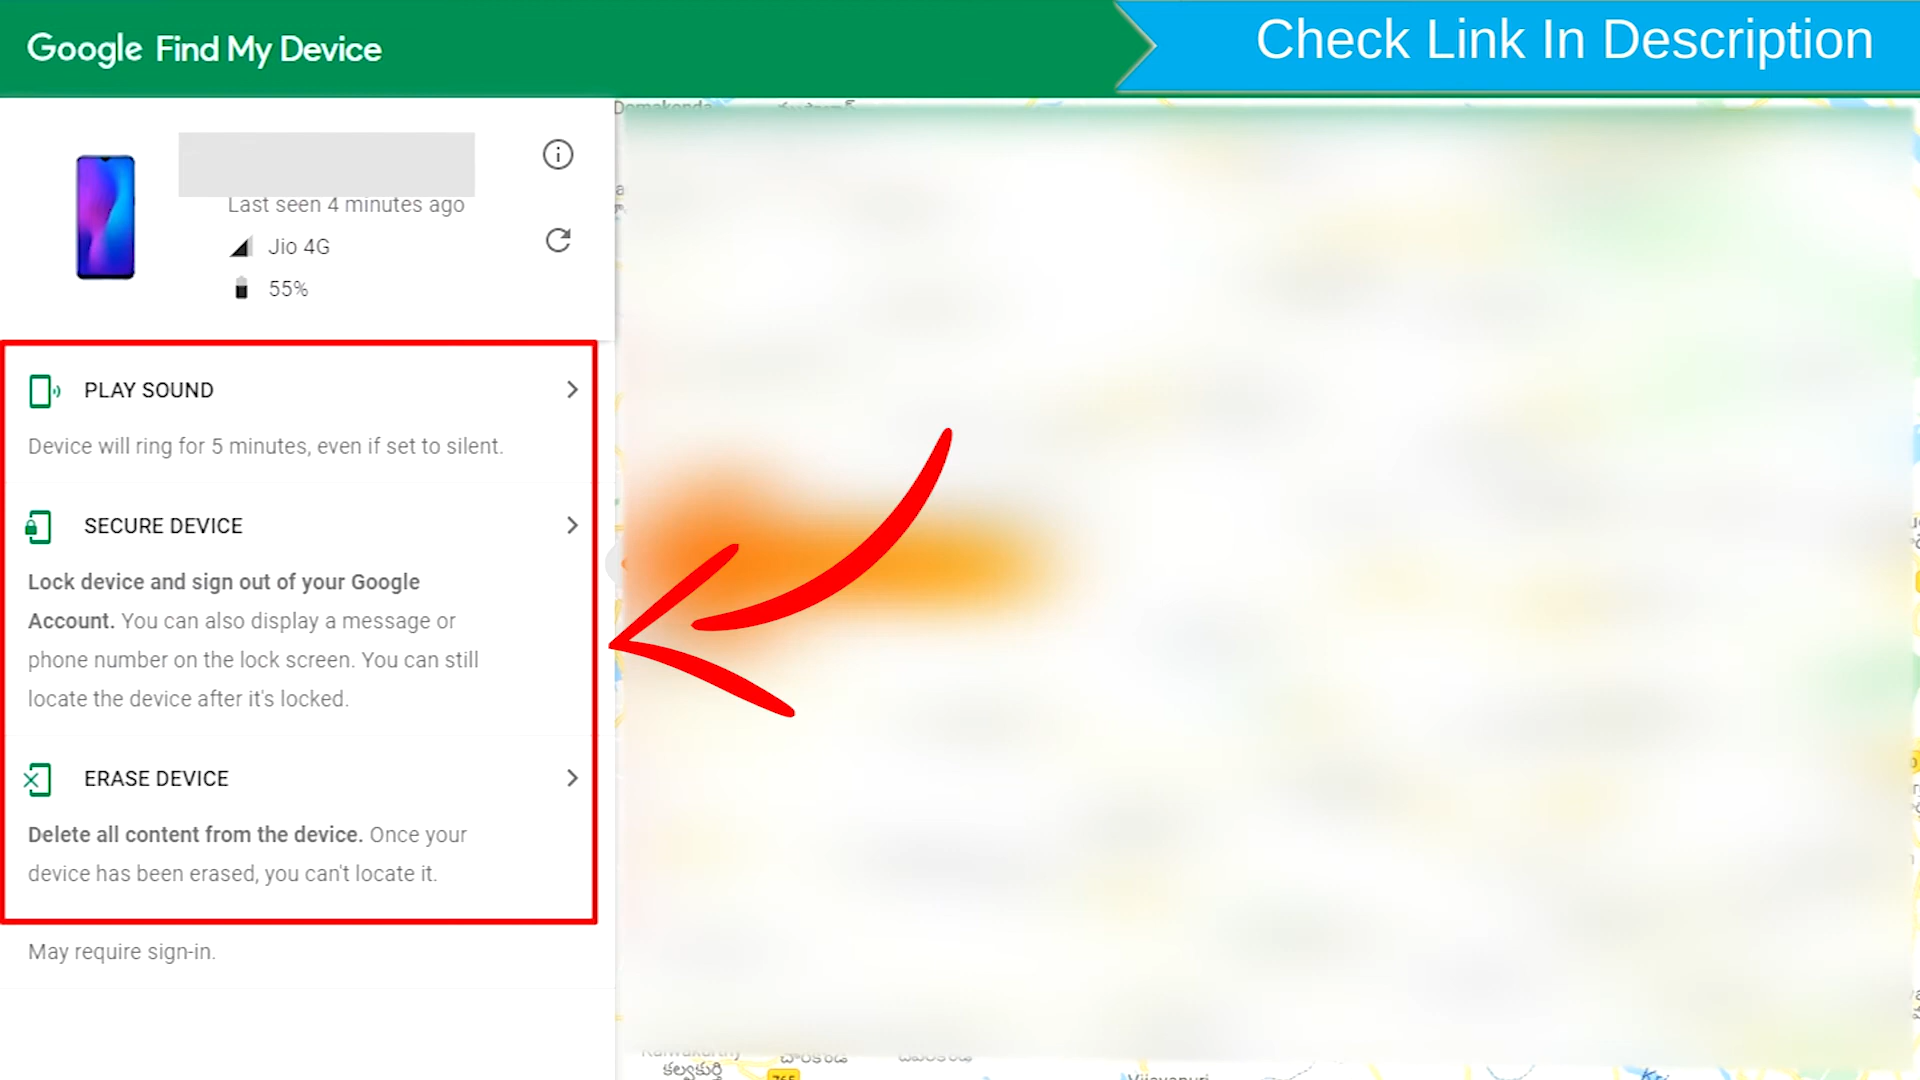 Google Find My Device
Check Link In Description
Last seen 4 minutes ago
Jio 4G
55%
PLAY SOUND
Device will ring for 5 minutes, even if set to silent.
SECURE DEVICE
Lock device and sign out of your Google
Account. You can also display a message or
phone number on the lock screen. You can still
locate the device after it's locked.
ERASE DEVICE
Delete all content from the device. Once your
device has been erased, you can't locate it.
May require sign-in.
Domakonda
కల్వకుర్తి
765